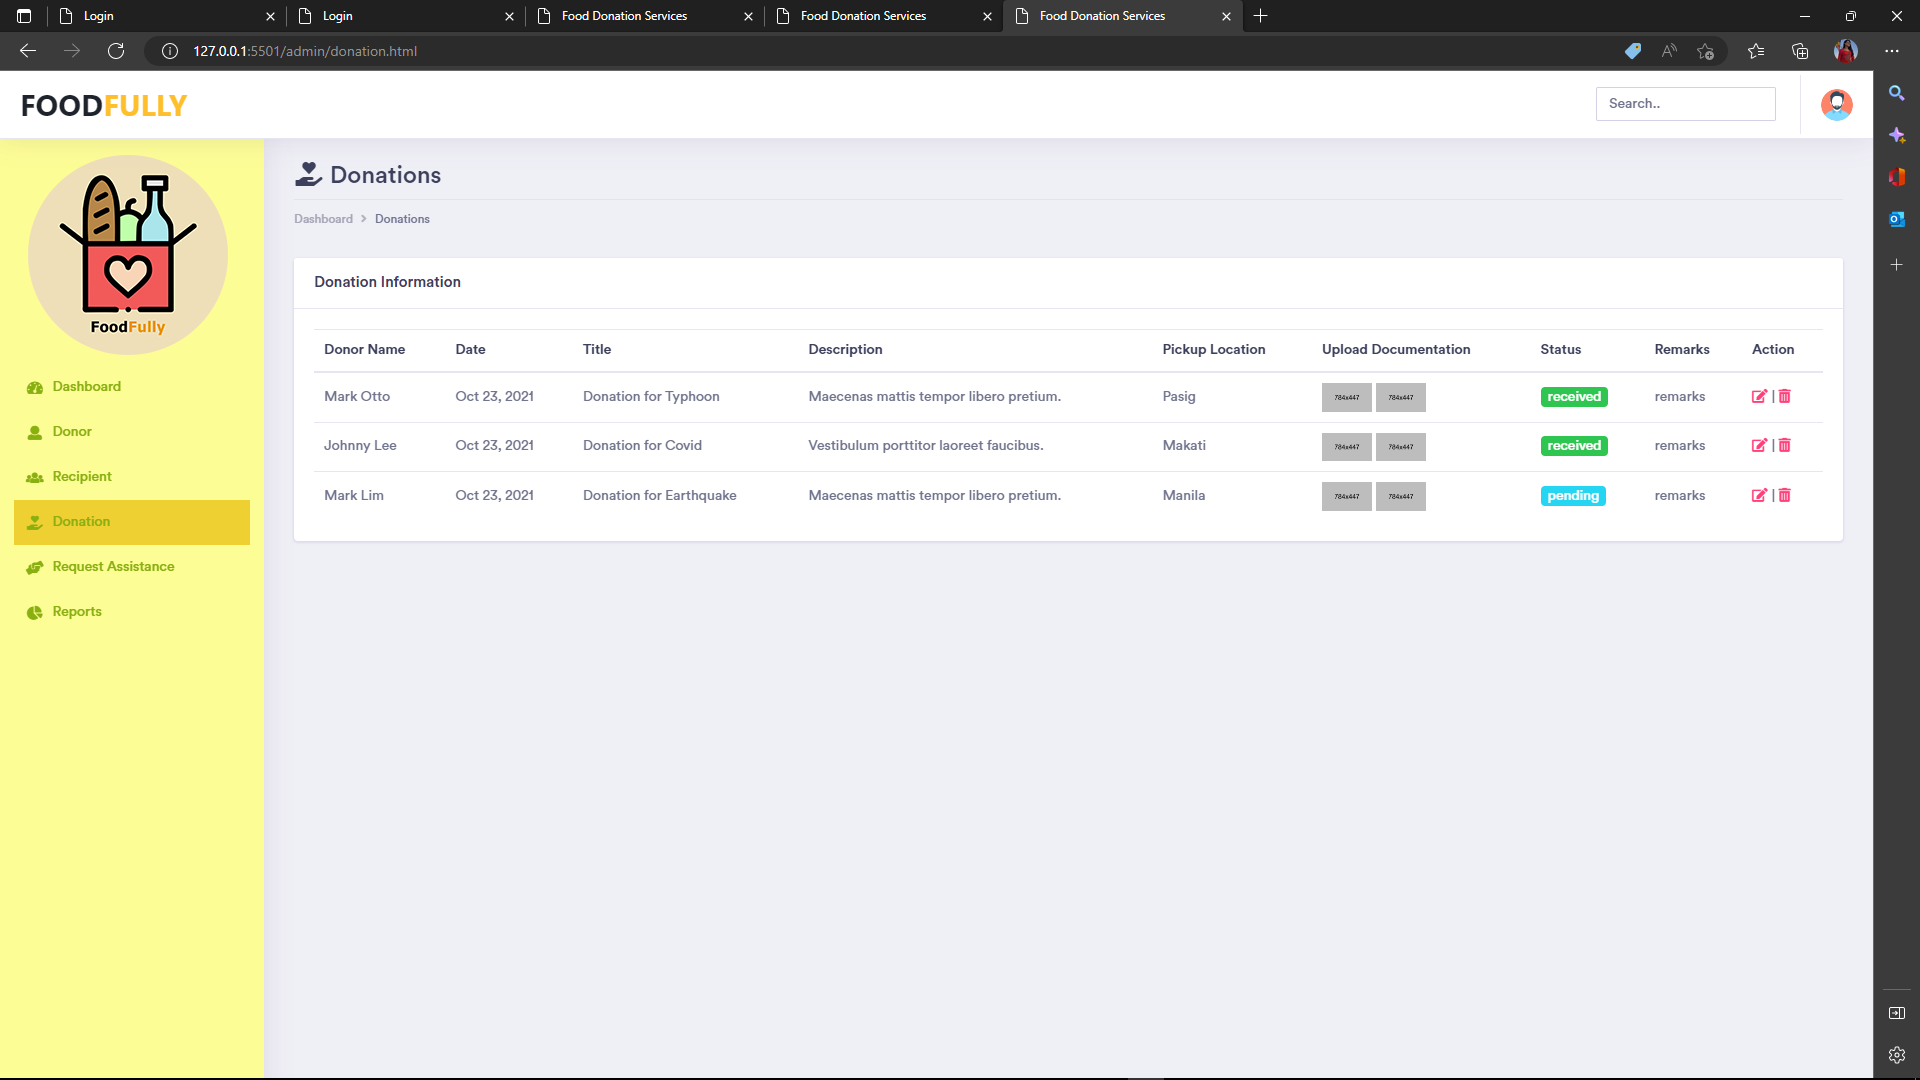 Login
Login
Food Donation Services
Food Donation Services
Food Donation Services
127.0.0.1:5501/admin/donation.html
FOODFULLY
Search..
FoodFully
Dashboard
Donor
Recipient
Donation
Request Assistance
Reports
Donations
Dashboard > Donations
Donation Information
Donor Name Date Title Description Pickup Location Upload Documentation Status Remarks Action
Mark Otto Oct 23, 2021 Donation for Typhoon Maecenas mattis tempor libero pretium. Pasig 784x447 784x447 received remarks |
Johnny Lee Oct 23, 2021 Donation for Covid Vestibulum porttitor laoreet faucibus. Makati 784x447 784x447 received remarks |
Mark Lim Oct 23, 2021 Donation for Earthquake Maecenas mattis tempor libero pretium. Manila 784x447 784x447 pending remarks |